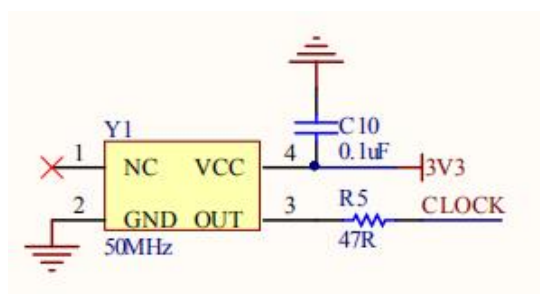 Y1
C10
0.1uF
1
NC
VCC
4
3V3
2
GND
OUT
3
R5
CLOCK
50MHz
47R